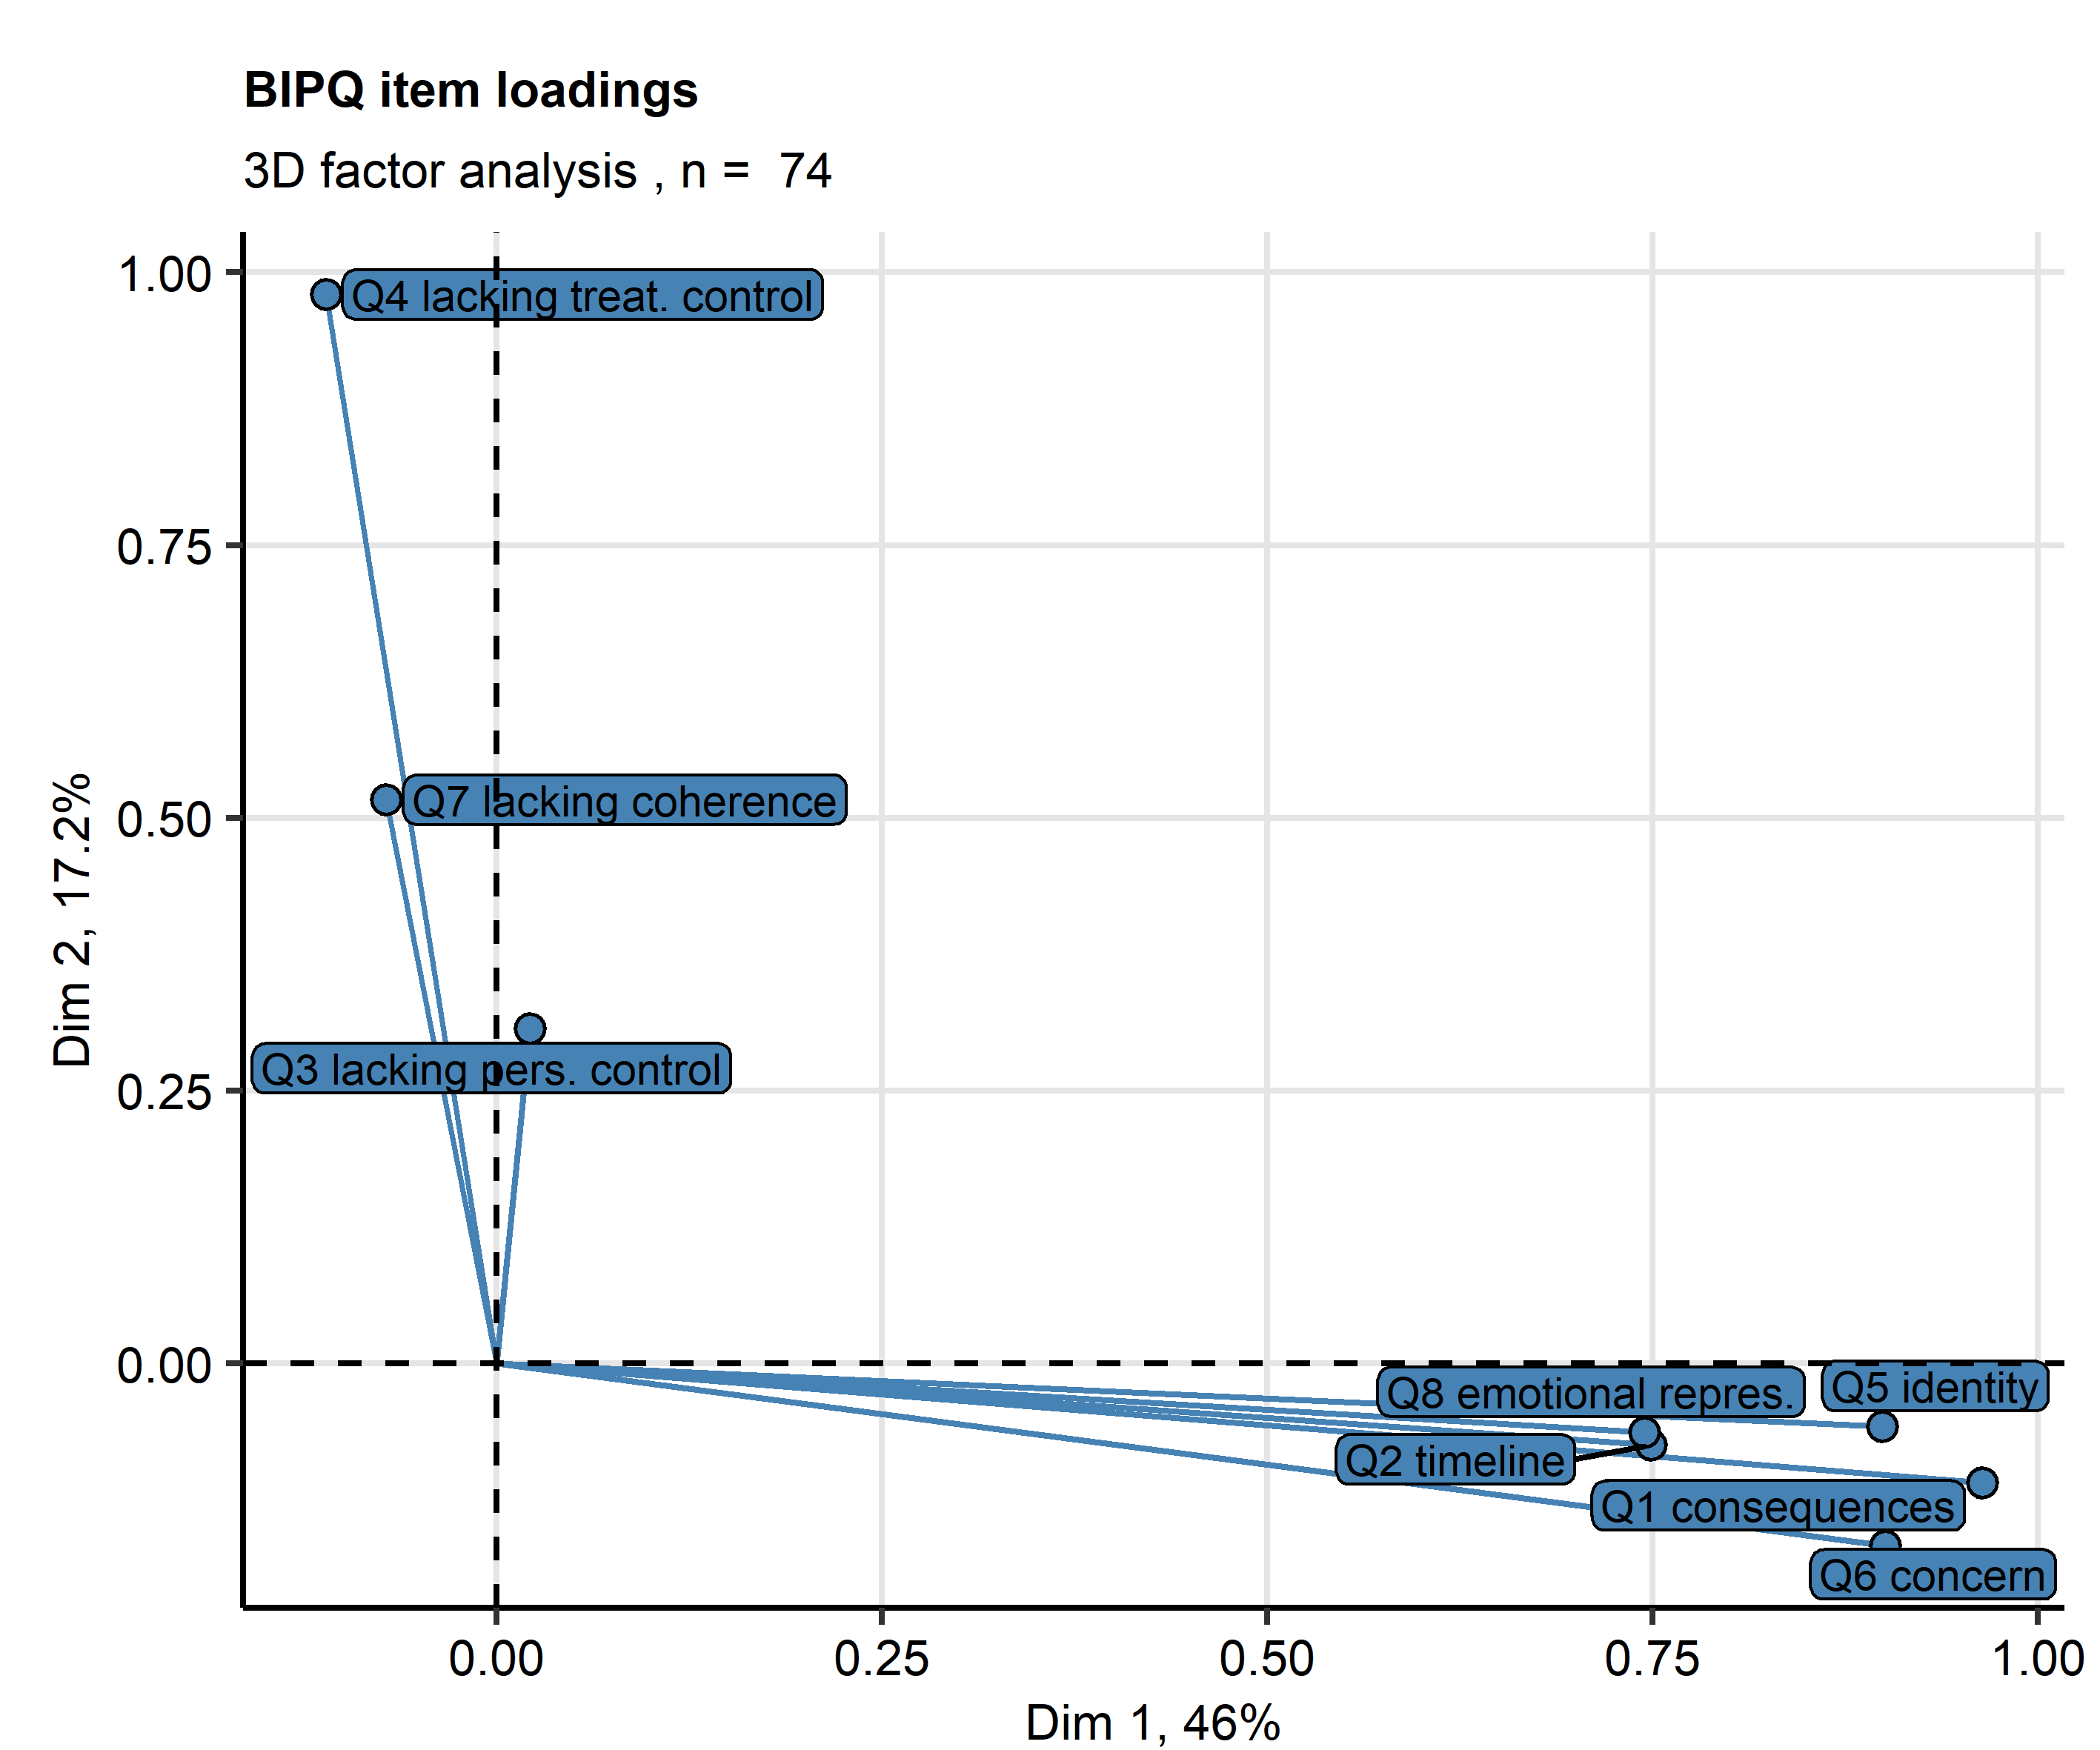 BIPQ item loadings
3D factor analysis , n =  74
1.00
0.75
0.50
0.25
0.00
Dim 2, 17.2%
Q4 lacking treat. control
Q7 lacking coherence
Q3 lacking pers. control
Q8 emotional repres.
Q5 identity
Q2 timeline
Q1 consequences
Q6 concern
0.00
0.25
0.50
0.75
1.00
Dim 1, 46%